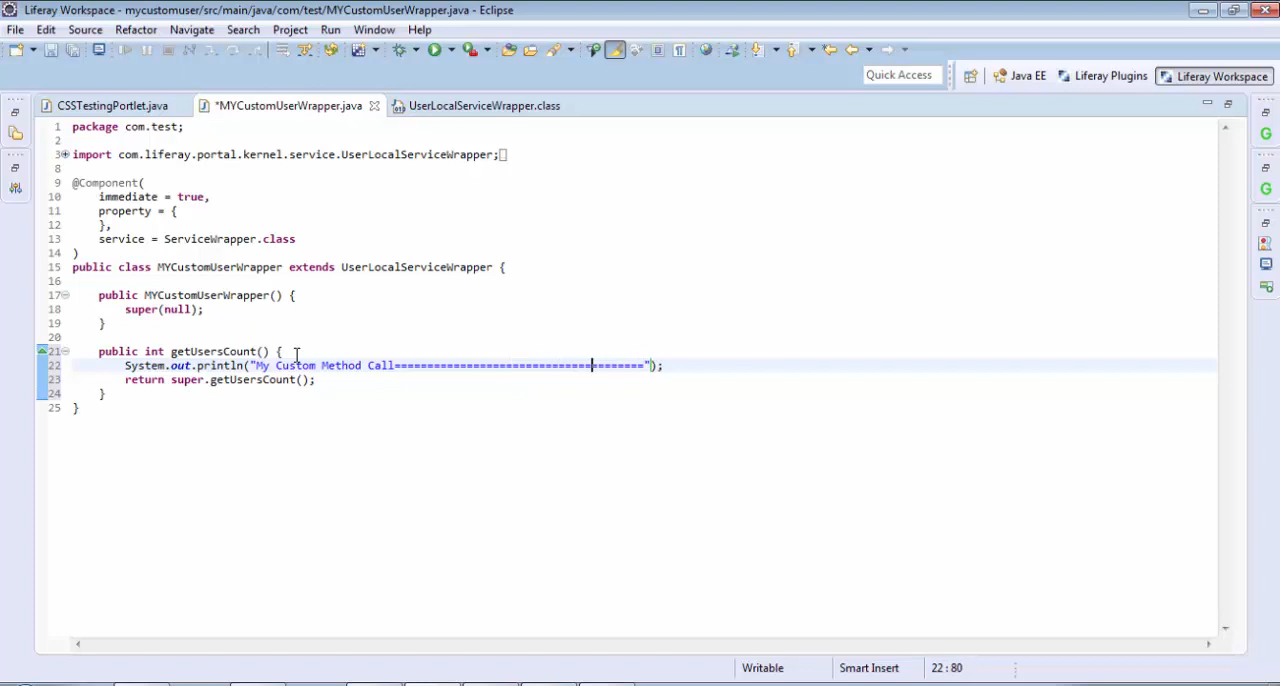 Liferay Workspace - mycustomuser/src/main/java/com/test/MYCustomUserWrapper.java - Eclipse
File Edit Source Refactor Navigate Search Project Run Window Help
Quick Access Java EE Liferay Plugins Liferay Workspace
CSSTestingPortlet.java *MYCustomUserWrapper.java UserLocalServiceWrapper.class
1 package com.test;
2
3 import com.liferay.portal.kernel.service.UserLocalServiceWrapper;
8
9 @Component(
10 immediate = true,
11 property = {
12 },
13 service = ServiceWrapper.class
14 )
15 public class MYCustomUserWrapper extends UserLocalServiceWrapper {
16
17 public MYCustomUserWrapper() {
18 super(null);
19 }
20
21 public int getUsersCount() {
22 System.out.println("My Custom Method Call======================================");
23 return super.getUsersCount();
24 }
25 }
Writable Smart Insert 22 : 80